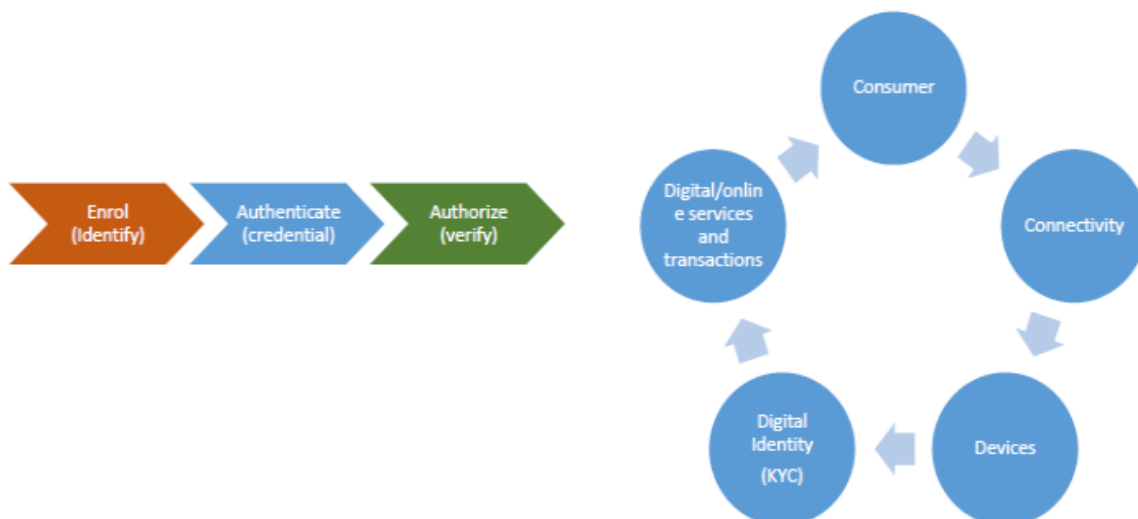 Enrol
(Identify)
Authenticate
(credential)
Authorize
(verify)
Consumer
Connectivity
Devices
Digital
Identity
(KYC)
Digital/onlin
e services
and
transactions